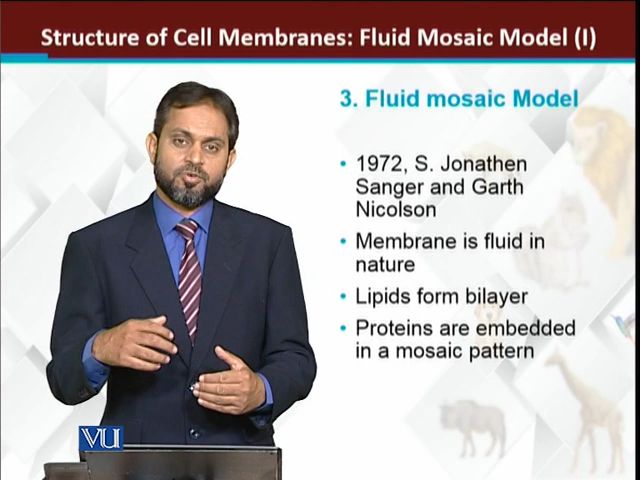 Structure of Cell Membranes: Fluid Mosaic Model (I)
3. Fluid mosaic Model
• 1972, S. Jonathen
Sanger and Garth
Nicolson
• Membrane is fluid in
nature
• Lipids form bilayer
• Proteins are embedded
in a mosaic pattern
VU